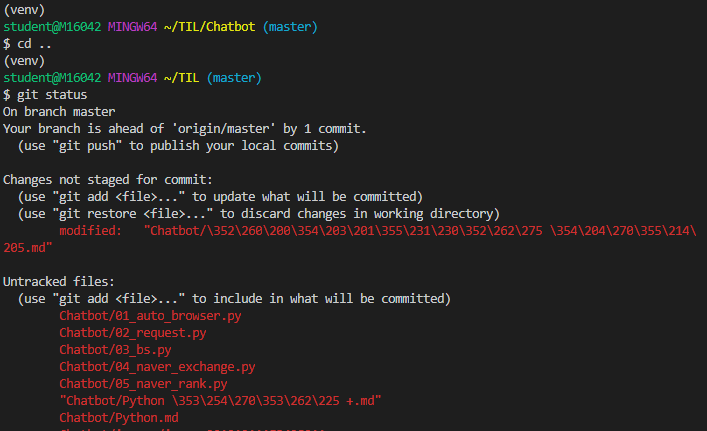 (venv)
student@M16042 MINGW64 ~/TIL/Chatbot (master)
$ cd ..
(venv)
student@M16042 MINGW64 ~/TIL (master)
$ git status
On branch master
Your branch is ahead of 'origin/master' by 1 commit.
(use "git push" to publish your local commits)
Changes not staged for commit:
(use "git add <file>..." to update what will be committed)
(use "git restore <file>..." to discard changes in working directory)
modified: "Chatbot/\352\260\200\354\203\201\355\231\230\352\262\275 \354\204\270\355\214\
205.md"
Untracked files:
(use "git add <file>..." to include in what will be committed)
Chatbot/01_auto_browser.py
Chatbot/02_request.py
Chatbot/03_bs.py
Chatbot/04_naver_exchange.py
Chatbot/05_naver_rank.py
"Chatbot/Python \353\254\270\353\262\225 +.md"
Chatbot/Python.md